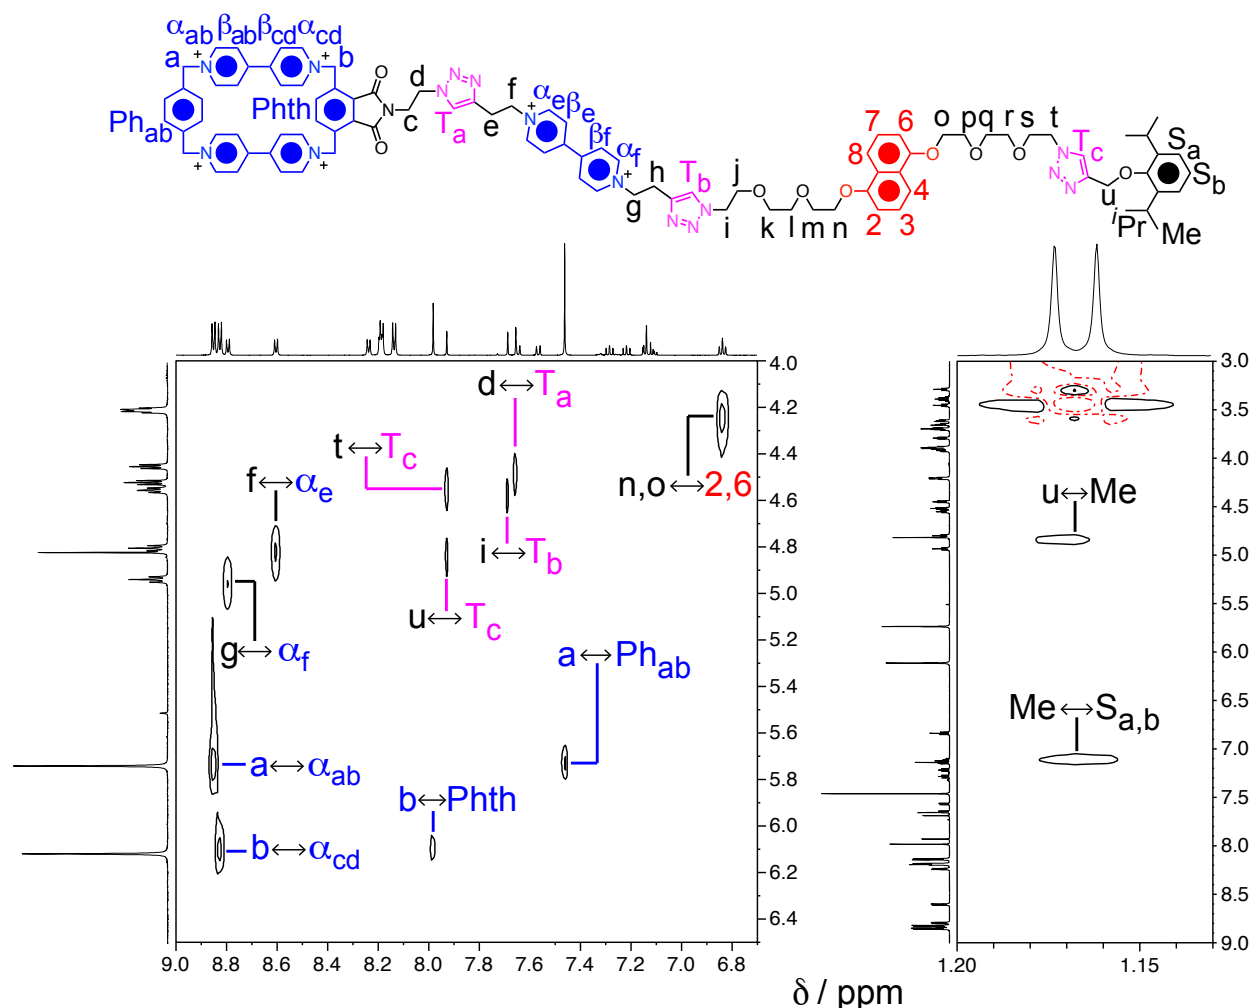 αab βab βcd αcd
a + + b
N N
O
d N N N f
αe βe
Phab Phth N + N 7 6 o p q r s t
c Ta e βf αf 8 O O O N Tc Sa
O h Tb j N N O Sb
N N + N O O O 4 u
+ + g N N N i k l m n 2 3 iPr Me
4.0
4.2
4.4
4.6
4.8
5.0
5.2
5.4
5.6
5.8
6.0
6.2
6.4
d↔Ta
t↔Tc
f↔αe
n,o↔2,6
i↔Tb
u↔Tc
g↔αf
a↔Phab
a↔αab
b↔Phth
b↔αcd
9.0 8.8 8.6 8.4 8.2 8.0 7.8 7.6 7.4 7.2 7.0 6.8
3.0
3.5
4.0
4.5
5.0
5.5
6.0
6.5
7.0
7.5
8.0
8.5
9.0
u↔Me
Me↔Sa,b
1.20 1.15
δ / ppm